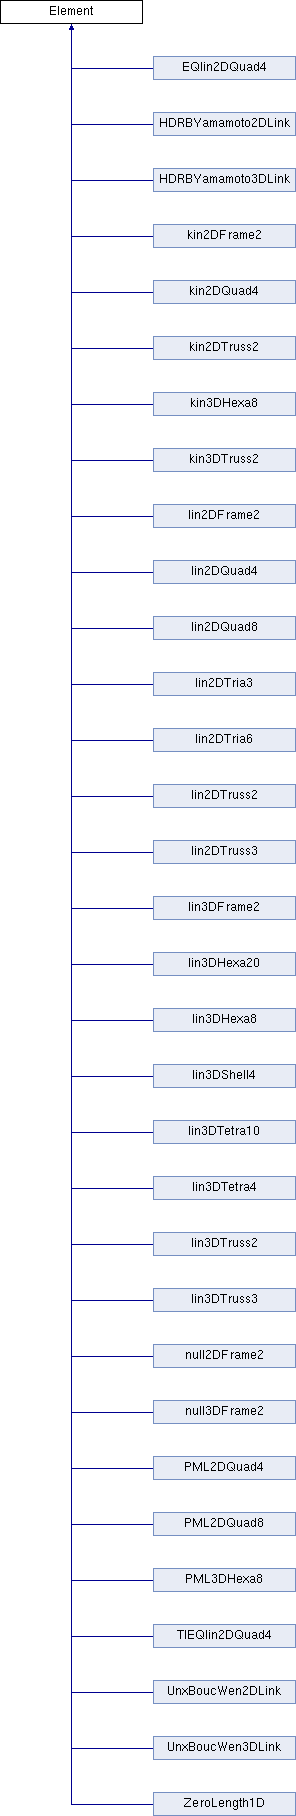 Element
EQlin2DQuad4
HDRBYamamoto2DLink
HDRBYamamoto3DLink
kin2DFrame2
kin2DQuad4
kin2DTruss2
kin3DHexa8
kin3DTruss2
lin2DFrame2
lin2DQuad4
lin2DQuad8
lin2DTria3
lin2DTria6
lin2DTruss2
lin2DTruss3
lin3DFrame2
lin3DHexa20
lin3DHexa8
lin3DShell4
lin3DTetra10
lin3DTetra4
lin3DTruss2
lin3DTruss3
null2DFrame2
null3DFrame2
PML2DQuad4
PML2DQuad8
PML3DHexa8
TIEQlin2DQuad4
UnxBoucWen2DLink
UnxBoucWen3DLink
ZeroLength1D